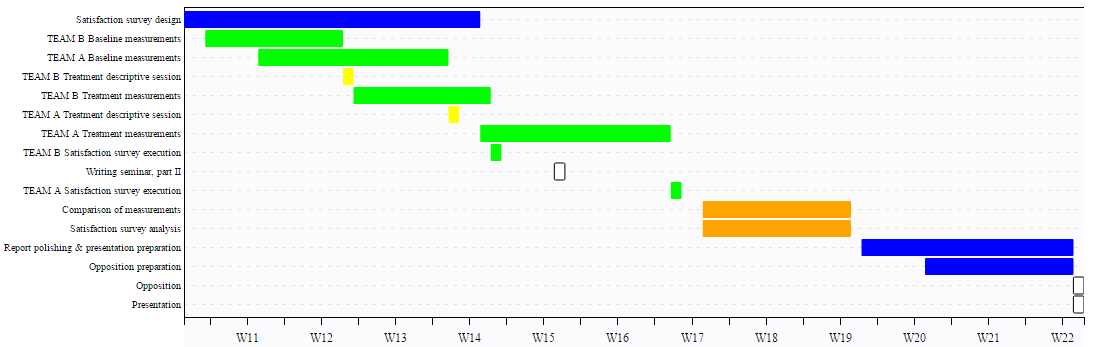 Satisfaction survey design
TEAM B Baseline measurements
TEAM A Baseline measurements
TEAM B Treatment descriptive session
TEAM B Treatment measurements
TEAM A Treatment descriptive session
TEAM A Treatment measurements
TEAM B Satisfaction survey execution
Writing seminar, part II
TEAM A Satisfaction survey execution
Comparison of measurements
Satisfaction survey analysis
Report polishing & presentation preparation
Opposition preparation
Opposition
Presentation
W11 W12 W13 W14 W15 W16 W17 W18 W19 W20 W21 W22